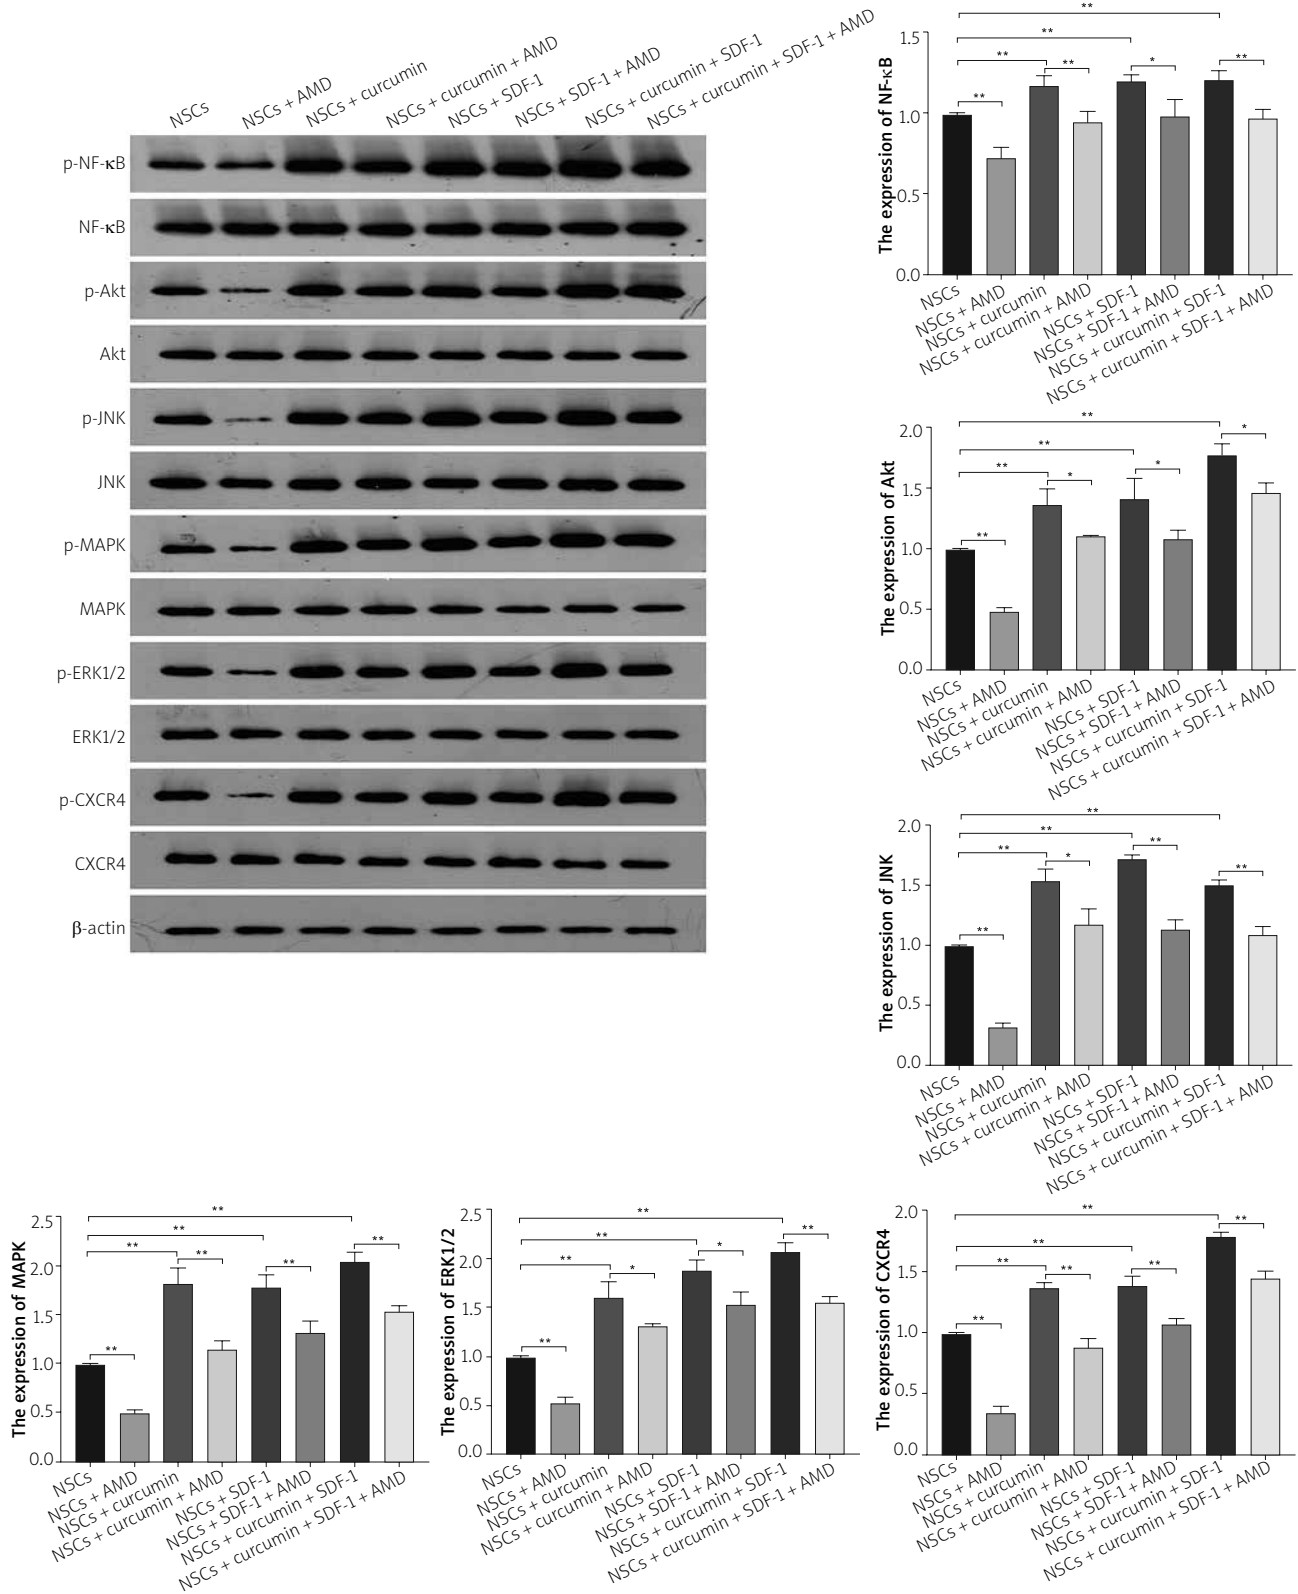 NSCs
NSCs + AMD
NSCs + curcumin
NSCs + curcumin + AMD
NSCs + SDF-1
NSCs + SDF-1 + AMD
NSCs + curcumin + SDF-1
NSCs + curcumin + SDF-1 + AMD
p-NF-κB
NF-κB
p-Akt
Akt
p-JNK
JNK
p-MAPK
MAPK
p-ERK1/2
ERK1/2
p-CXCR4
CXCR4
β-actin
The expression of NF-κB
1.5
1.0
0.5
0.0
**
**
**
**
**
*
**
NSCs
NSCs + AMD
NSCs + curcumin
NSCs + curcumin + AMD
NSCs + SDF-1
NSCs + SDF-1 + AMD
NSCs + curcumin + SDF-1
NSCs + curcumin + SDF-1 + AMD
The expression of Akt
2.0
1.5
1.0
0.5
0.0
**
**
**
**
*
*
*
NSCs
NSCs + AMD
NSCs + curcumin
NSCs + curcumin + AMD
NSCs + SDF-1
NSCs + SDF-1 + AMD
NSCs + curcumin + SDF-1
NSCs + curcumin + SDF-1 + AMD
The expression of JNK
2.0
1.5
1.0
0.5
0.0
**
**
**
**
*
**
**
NSCs
NSCs + AMD
NSCs + curcumin
NSCs + curcumin + AMD
NSCs + SDF-1
NSCs + SDF-1 + AMD
NSCs + curcumin + SDF-1
NSCs + curcumin + SDF-1 + AMD
The expression of MAPK
2.5
2.0
1.5
1.0
0.5
0.0
**
**
**
**
**
**
**
NSCs
NSCs + AMD
NSCs + curcumin
NSCs + curcumin + AMD
NSCs + SDF-1
NSCs + SDF-1 + AMD
NSCs + curcumin + SDF-1
NSCs + curcumin + SDF-1 + AMD
The expression of ERK1/2
2.5
2.0
1.5
1.0
0.5
0.0
**
**
**
**
*
*
**
NSCs
NSCs + AMD
NSCs + curcumin
NSCs + curcumin + AMD
NSCs + SDF-1
NSCs + SDF-1 + AMD
NSCs + curcumin + SDF-1
NSCs + curcumin + SDF-1 + AMD
The expression of CXCR4
2.0
1.5
1.0
0.5
0.0
**
**
**
**
**
**
**
NSCs
NSCs + AMD
NSCs + curcumin
NSCs + curcumin + AMD
NSCs + SDF-1
NSCs + SDF-1 + AMD
NSCs + curcumin + SDF-1
NSCs + curcumin + SDF-1 + AMD